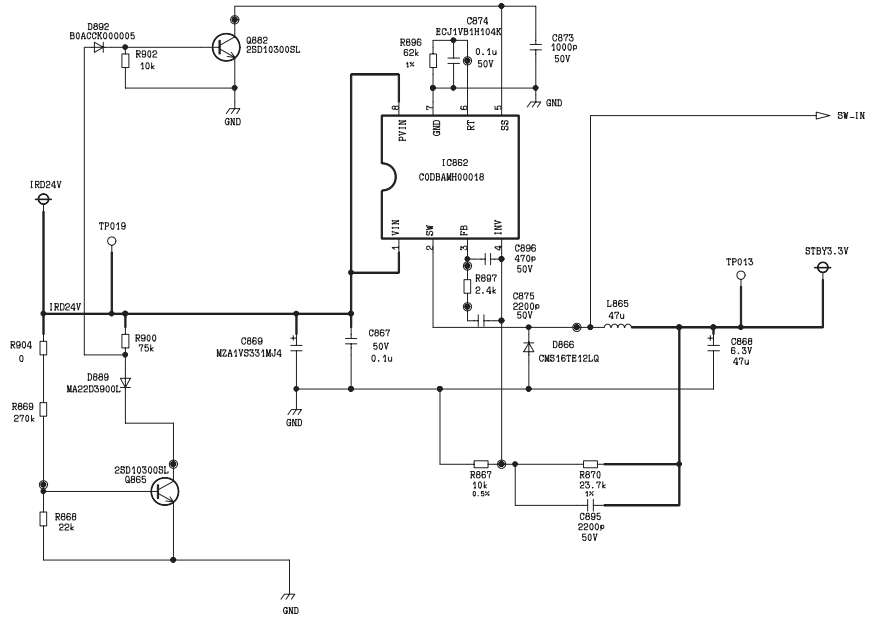 D892
B0ACCK000005
R902
10k
Q882
2SD10300SL
GND
C874
ECJ1VB1H104K
R896
62k
1%
0.1u
50V
C873
1000p
50V
GND
8
7
6
5
PVIN
GND
RT
SS
IC862
C0DBAMH00018
VIN
SW
FB
INV
1
2
3
4
SW_IN
IRD24V
TP019
C896
470p
50V
R897
2.4k
C875
2200p
50V
TP013
STBY3.3V
IRD24V
L865
47u
R904
0
R900
75k
C869
MZA1VS331MJ4
C867
50V
0.1u
D866
CMS16TE12LQ
C868
6.3V
47u
D889
MA22D3900L
R869
270k
GND
2SD10300SL
Q865
R867
10k
0.5%
R870
23.7k
1%
C895
2200p
50V
R868
22k
GND